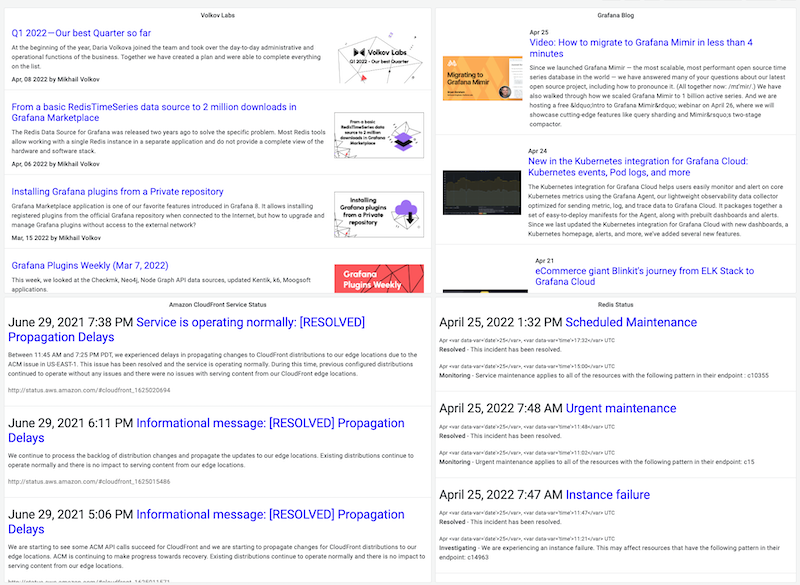 Volkov Labs
Q1 2022 — Our best Quarter so far
At the beginning of the year, Daria Volkova joined the team and took over the day-to-day administrative and
operational functions of the business. Together we have created a plan and were able to complete everything
on the list.
Apr, 08 2022 by Mikhail Volkov
Volkov Labs
Q1 2022 - Our best Quarter
From a basic RedisTimeSeries data source to 2 million downloads in
Grafana Marketplace
The Redis Data Source for Grafana was released two years ago to solve the specific problem. Most Redis tools
allow working with a single Redis instance in a separate application and do not provide a complete view of the
hardware and software stack.
Apr, 06 2022 by Mikhail Volkov
From a basic
RedisTimeSeries data
source to 2 million
downloads in Grafana
Marketplace
Installing Grafana plugins from a Private repository
Grafana Marketplace application is one of our favorite features introduced in Grafana 8. It allows installing
registered plugins from the official Grafana repository when connected to the Internet, but how to upgrade and
manage Grafana plugins without access to the external network?
Mar, 15 2022 by Mikhail Volkov
Installing
Grafana plugins
from a Private
repository
Grafana Plugins Weekly (Mar 7, 2022)
This week, we looked at the Checkmk, Neo4j, Node Graph API data sources, updated Kentik, k6, Moogsoft
applications.
Grafana
Plugins Weekly
Grafana Blog
Apr 25
Video: How to migrate to Grafana Mimir in less than 4
minutes
Since we launched Grafana Mimir — the most scalable, most performant open source time
series database in the world — we have answered many of your questions about our latest
open source project, including how to pronounce it. (All together now: /mɪ'mir/.) We have
also walked through how we scaled Grafana Mimir to 1 billion active series. And we are
hosting a free &ldquo;Intro to Grafana Mimir&rdquo; webinar on April 26, where we will
showcase cutting-edge features like query sharding and Mimir&rsquo;s two-stage
compactor.
Migrating to
Grafana Mimir
Apr 24
New in the Kubernetes integration for Grafana Cloud:
Kubernetes events, Pod logs, and more
The Kubernetes Integration for Grafana Cloud helps users easily monitor and alert on core
Kubernetes metrics using the Grafana Agent, our lightweight observability data collector
optimized for sending metric, log, and trace data to Grafana Cloud. It packages together a
set of easy-to-deploy manifests for the Agent, along with prebuilt dashboards and alerts.
Since we last updated the Kubernetes Integration for Grafana Cloud with new dashboards, a
Kubernetes homepage, alerts, and more, we've added several new features.
Apr 21
eCommerce giant Blinkit's journey from ELK Stack to
Grafana Cloud
Amazon CloudFront Service Status
June 29, 2021 7:38 PM Service is operating normally: [RESOLVED]
Propagation Delays
Between 11:45 AM and 7:25 PM PDT, we experienced delays in propagating changes to CloudFront distributions to our edge locations due to the
ACM issue in US-EAST-1. This issue has been resolved and the service is operating normally. During this time, previous configured distributions
continued to operate without any issues and there were no issues with serving content from our CloudFront edge locations.
http://status.aws.amazon.com/#cloudfront_1625020694
June 29, 2021 6:11 PM Informational message: [RESOLVED] Propagation
Delays
We continue to process the backlog of distribution changes and propagate the updates to our edge locations. Existing distributions continue to
operate normally and there is no impact to serving content from our edge locations.
http://status.aws.amazon.com/#cloudfront_1625015486
June 29, 2021 5:06 PM Informational message: [RESOLVED] Propagation
Delays
We are starting to see some ACM API calls succeed for CloudFront and we are starting to propagate changes for CloudFront distributions to our
edge locations. ACM is continuing to make progress towards recovery. Existing distributions continue to operate normally and there is no impact to
serving content from our edge locations.
Redis Status
April 25, 2022 1:32 PM Scheduled Maintenance
Apr <var data-var='date'>25</var>, <var data-var='time'>17:32</var> UTC
Resolved - This incident has been resolved.
Apr <var data-var='date'>25</var>, <var data-var='time'>15:00</var> UTC
Monitoring - Service maintenance applies to all of the resources with the following pattern in their endpoint : c10355
April 25, 2022 7:48 AM Urgent maintenance
Apr <var data-var='date'>25</var>, <var data-var='time'>11:48</var> UTC
Resolved - This incident has been resolved.
Apr <var data-var='date'>25</var>, <var data-var='time'>11:02</var> UTC
Monitoring - Urgent maintenance applies to all of the resources with the following pattern in their endpoint: c15
April 25, 2022 7:47 AM Instance failure
Apr <var data-var='date'>25</var>, <var data-var='time'>11:47</var> UTC
Resolved - This incident has been resolved.
Apr <var data-var='date'>25</var>, <var data-var='time'>11:21</var> UTC
Investigating - We are experiencing an instance failure. This may affect resources that have the following pattern in their
endpoint: c14963